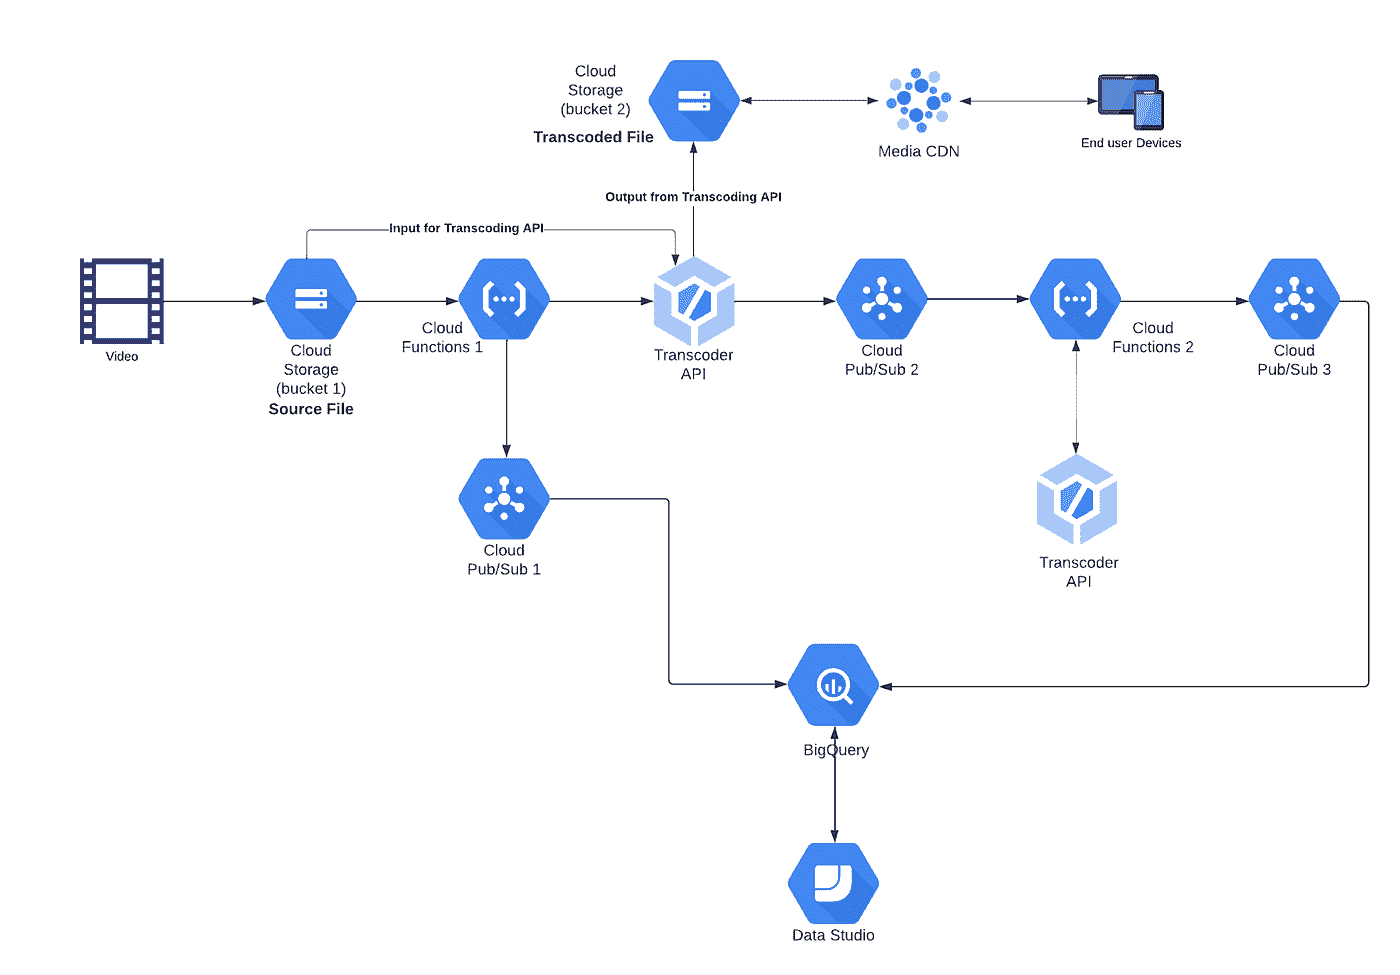 Cloud
Storage
(bucket 2)
Transcoded File
Media CDN
End user Devices
Output from Transcoding API
Input for Transcoding API
Video
Cloud
Storage
(bucket 1)
Source File
Cloud
Functions 1
Transcoder
API
Cloud
Pub/Sub 2
Cloud
Functions 2
Cloud
Pub/Sub 3
Cloud
Pub/Sub 1
Transcoder
API
BigQuery
Data Studio